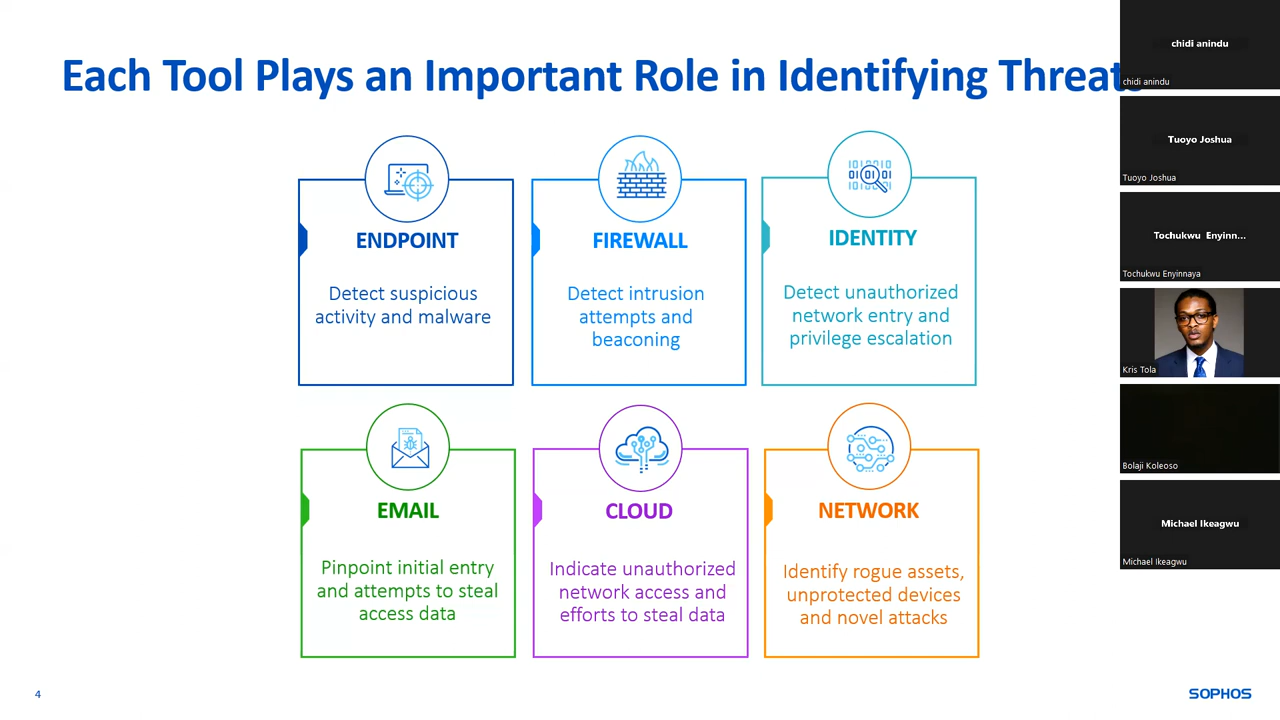 Each Tool Plays an Important Role in Identifying Threats
ENDPOINT
Detect suspicious
activity and malware
FIREWALL
Detect intrusion
attempts and
beaconing
IDENTITY
Detect unauthorized
network entry and
privilege escalation
EMAIL
Pinpoint initial entry
and attempts to steal
access data
CLOUD
Indicate unauthorized
network access and
efforts to steal data
NETWORK
Identify rogue assets,
unprotected devices
and novel attacks
4
SOPHOS
chidi anindu
chidi anindu
Tuoyo Joshua
Tuoyo Joshua
Tochukwu Enyinn...
Tochukwu Enyinnaya
Kris Tola
Bolaji Koleoso
Michael Ikeagwu
Michael Ikeagwu